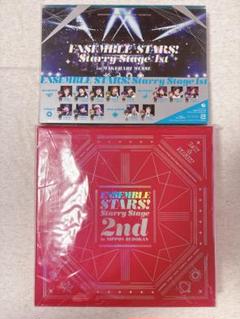 ENSEMBLE STARS!
Starry Stage 1st
in MAKUHARI MESSE
ENSEMBLE STARS! Starry Stage 1st
ENSEMBLE
STARS!
Starry Stage
2nd
in NIPPON BUDOKAN